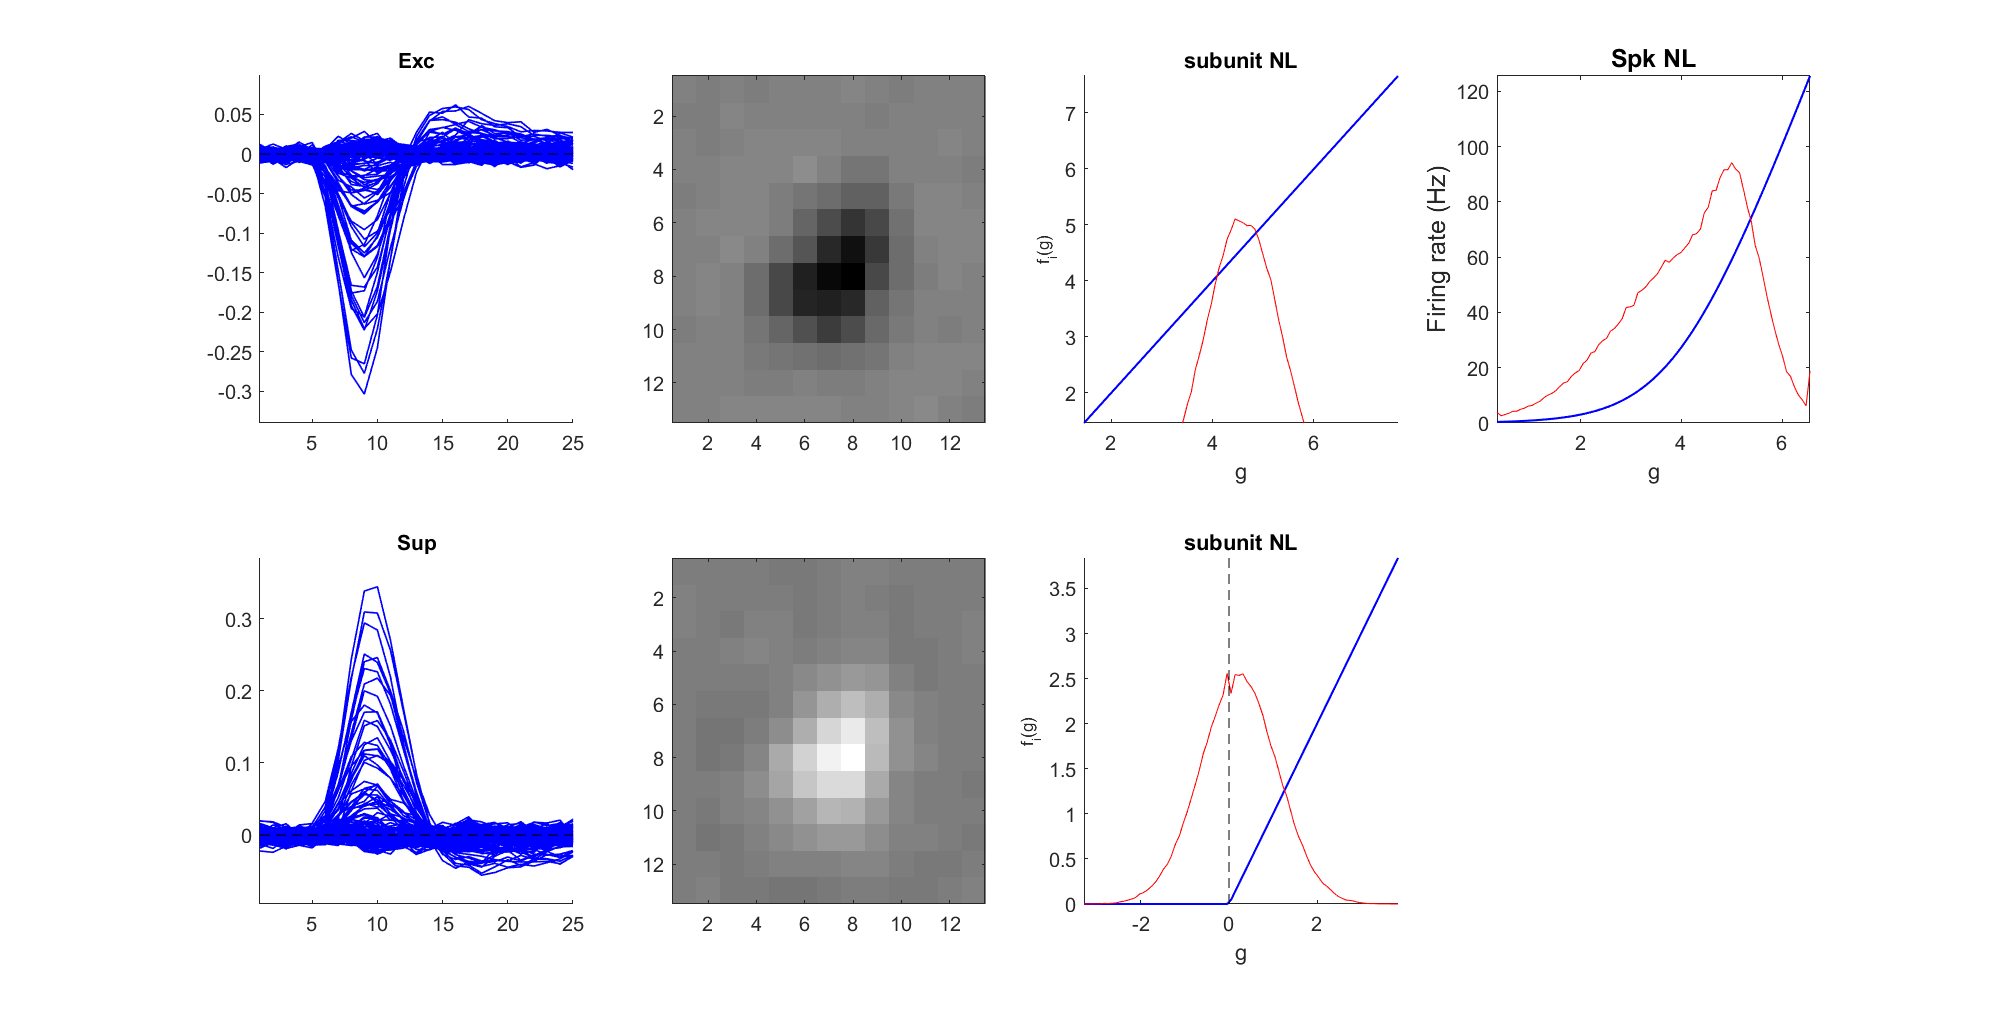 Exc
0.05
0
-0.05
-0.1
-0.15
-0.2
-0.25
-0.3
5 10 15 20 25
2
4
6
8
10
12
2 4 6 8 10 12
subunit NL
fi(g)
7
6
5
4
3
2
2 4 6
g
Spk NL
Firing rate (Hz)
120
100
80
60
40
20
0
2 4 6
g
Sup
0.3
0.2
0.1
0
5 10 15 20 25
2
4
6
8
10
12
2 4 6 8 10 12
subunit NL
fi(g)
3.5
3
2.5
2
1.5
1
0.5
0
-2 0 2
g